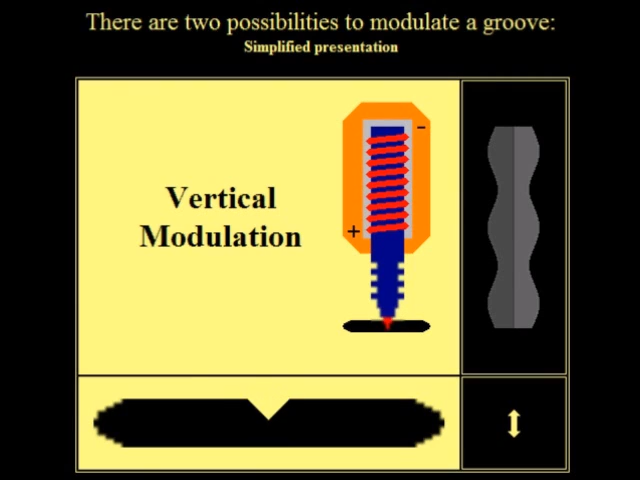 There are two possibilities to modulate a groove:
Simplified presentation
-
Vertical
+
Modulation